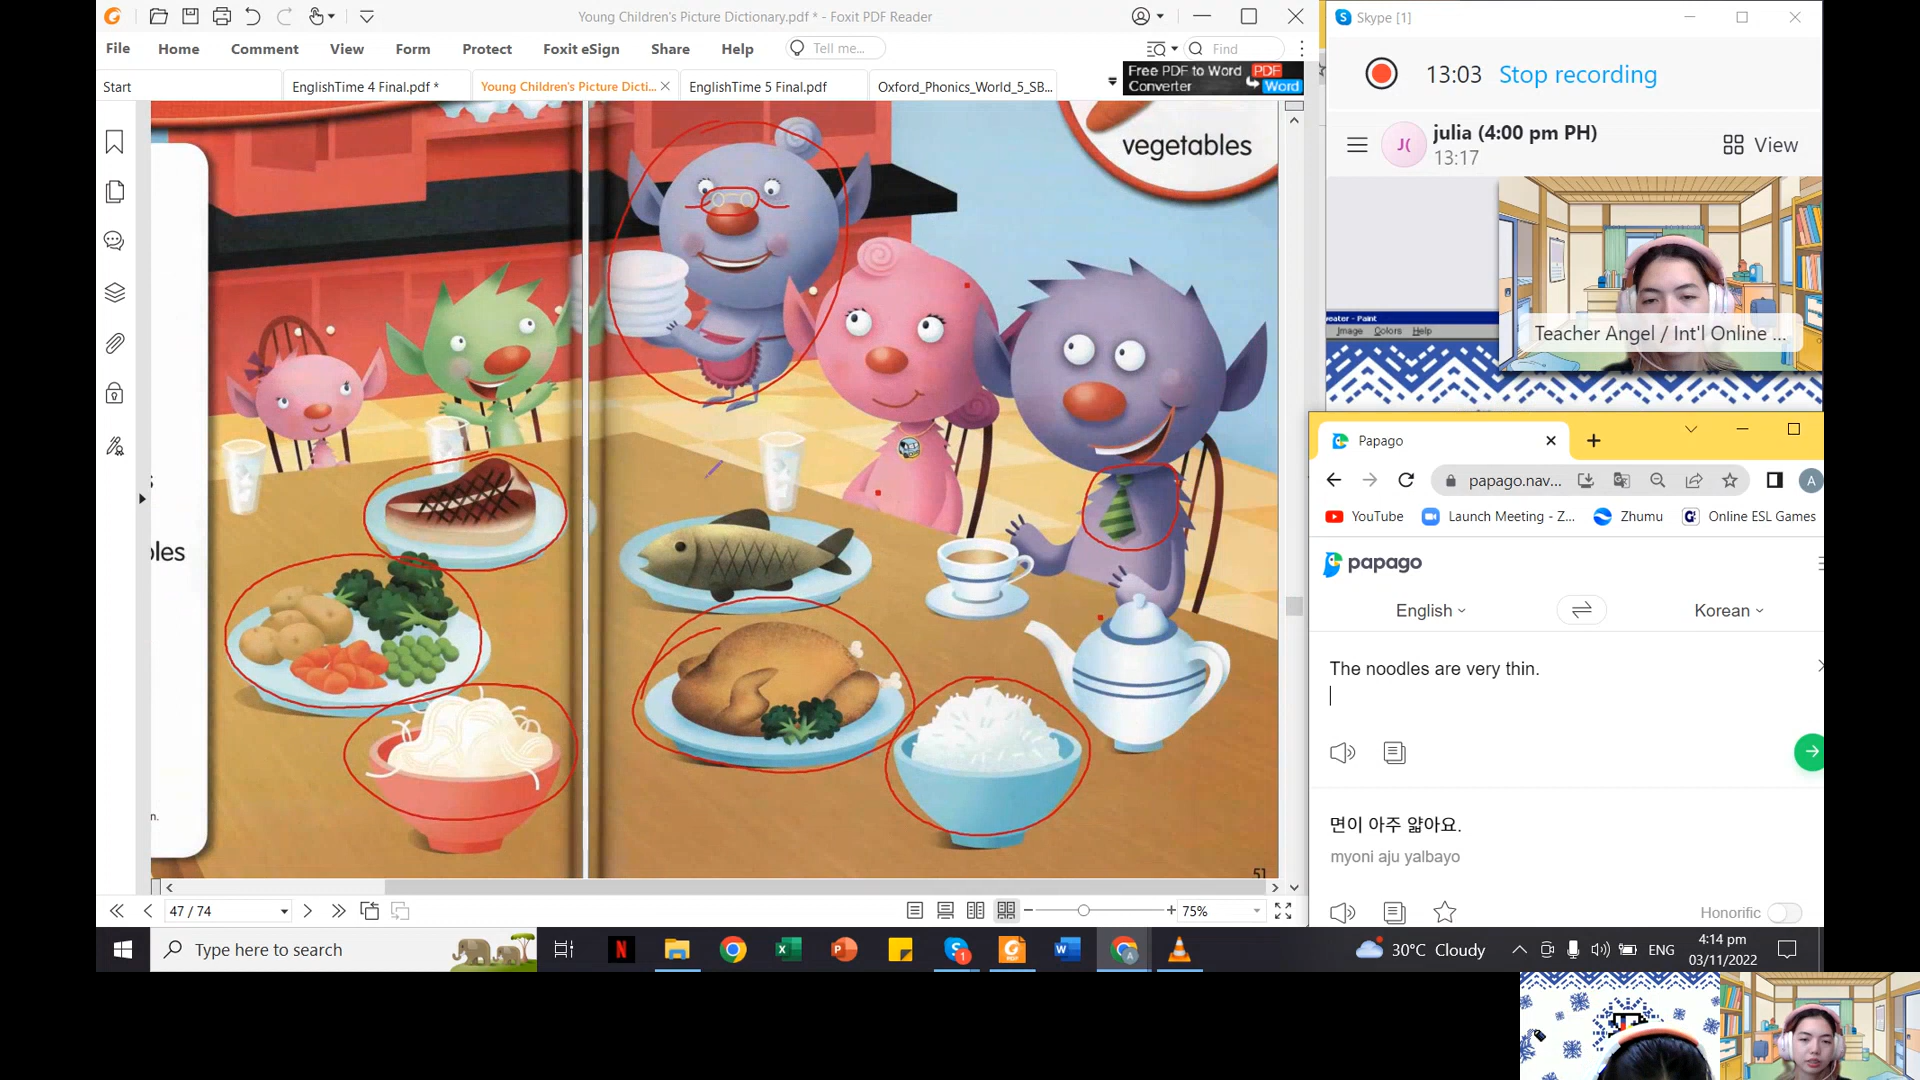 Young Children's Picture Dictionary.pdf * - Foxit PDF Reader
File
Home
Comment
View
Form
Protect
Foxit eSign
Share
Help
Tell me...
Find
Start
EnglishTime 4 Final.pdf *
Young Children's Picture Dicti...
EnglishTime 5 Final.pdf
Oxford_Phonics_World_5_SB...
Free PDF to Word
Converter
PDF
Word
vegetables
bles
n.
51
47 / 74
75%
Skype [1]
13:03 Stop recording
J(
julia (4:00 pm PH)
13:17
View
Paint
Image Colors Help
Teacher Angel / Int'l Online ...
Papago
papago.nav...
A
YouTube
Launch Meeting - Z...
Zhumu
Online ESL Games
papago
English
Korean
The noodles are very thin.
면이 아주 얇아요.
myoni aju yalbayo
Honorific
Type here to search
30°C Cloudy
ENG
4:14 pm
03/11/2022